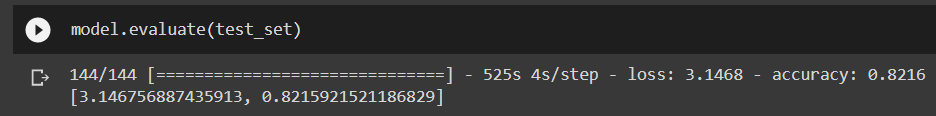 model.evaluate(test_set)
144/144 [==============================] - 525s 4s/step - loss: 3.1468 - accuracy: 0.8216
[3.146756887435913, 0.8215921521186829]